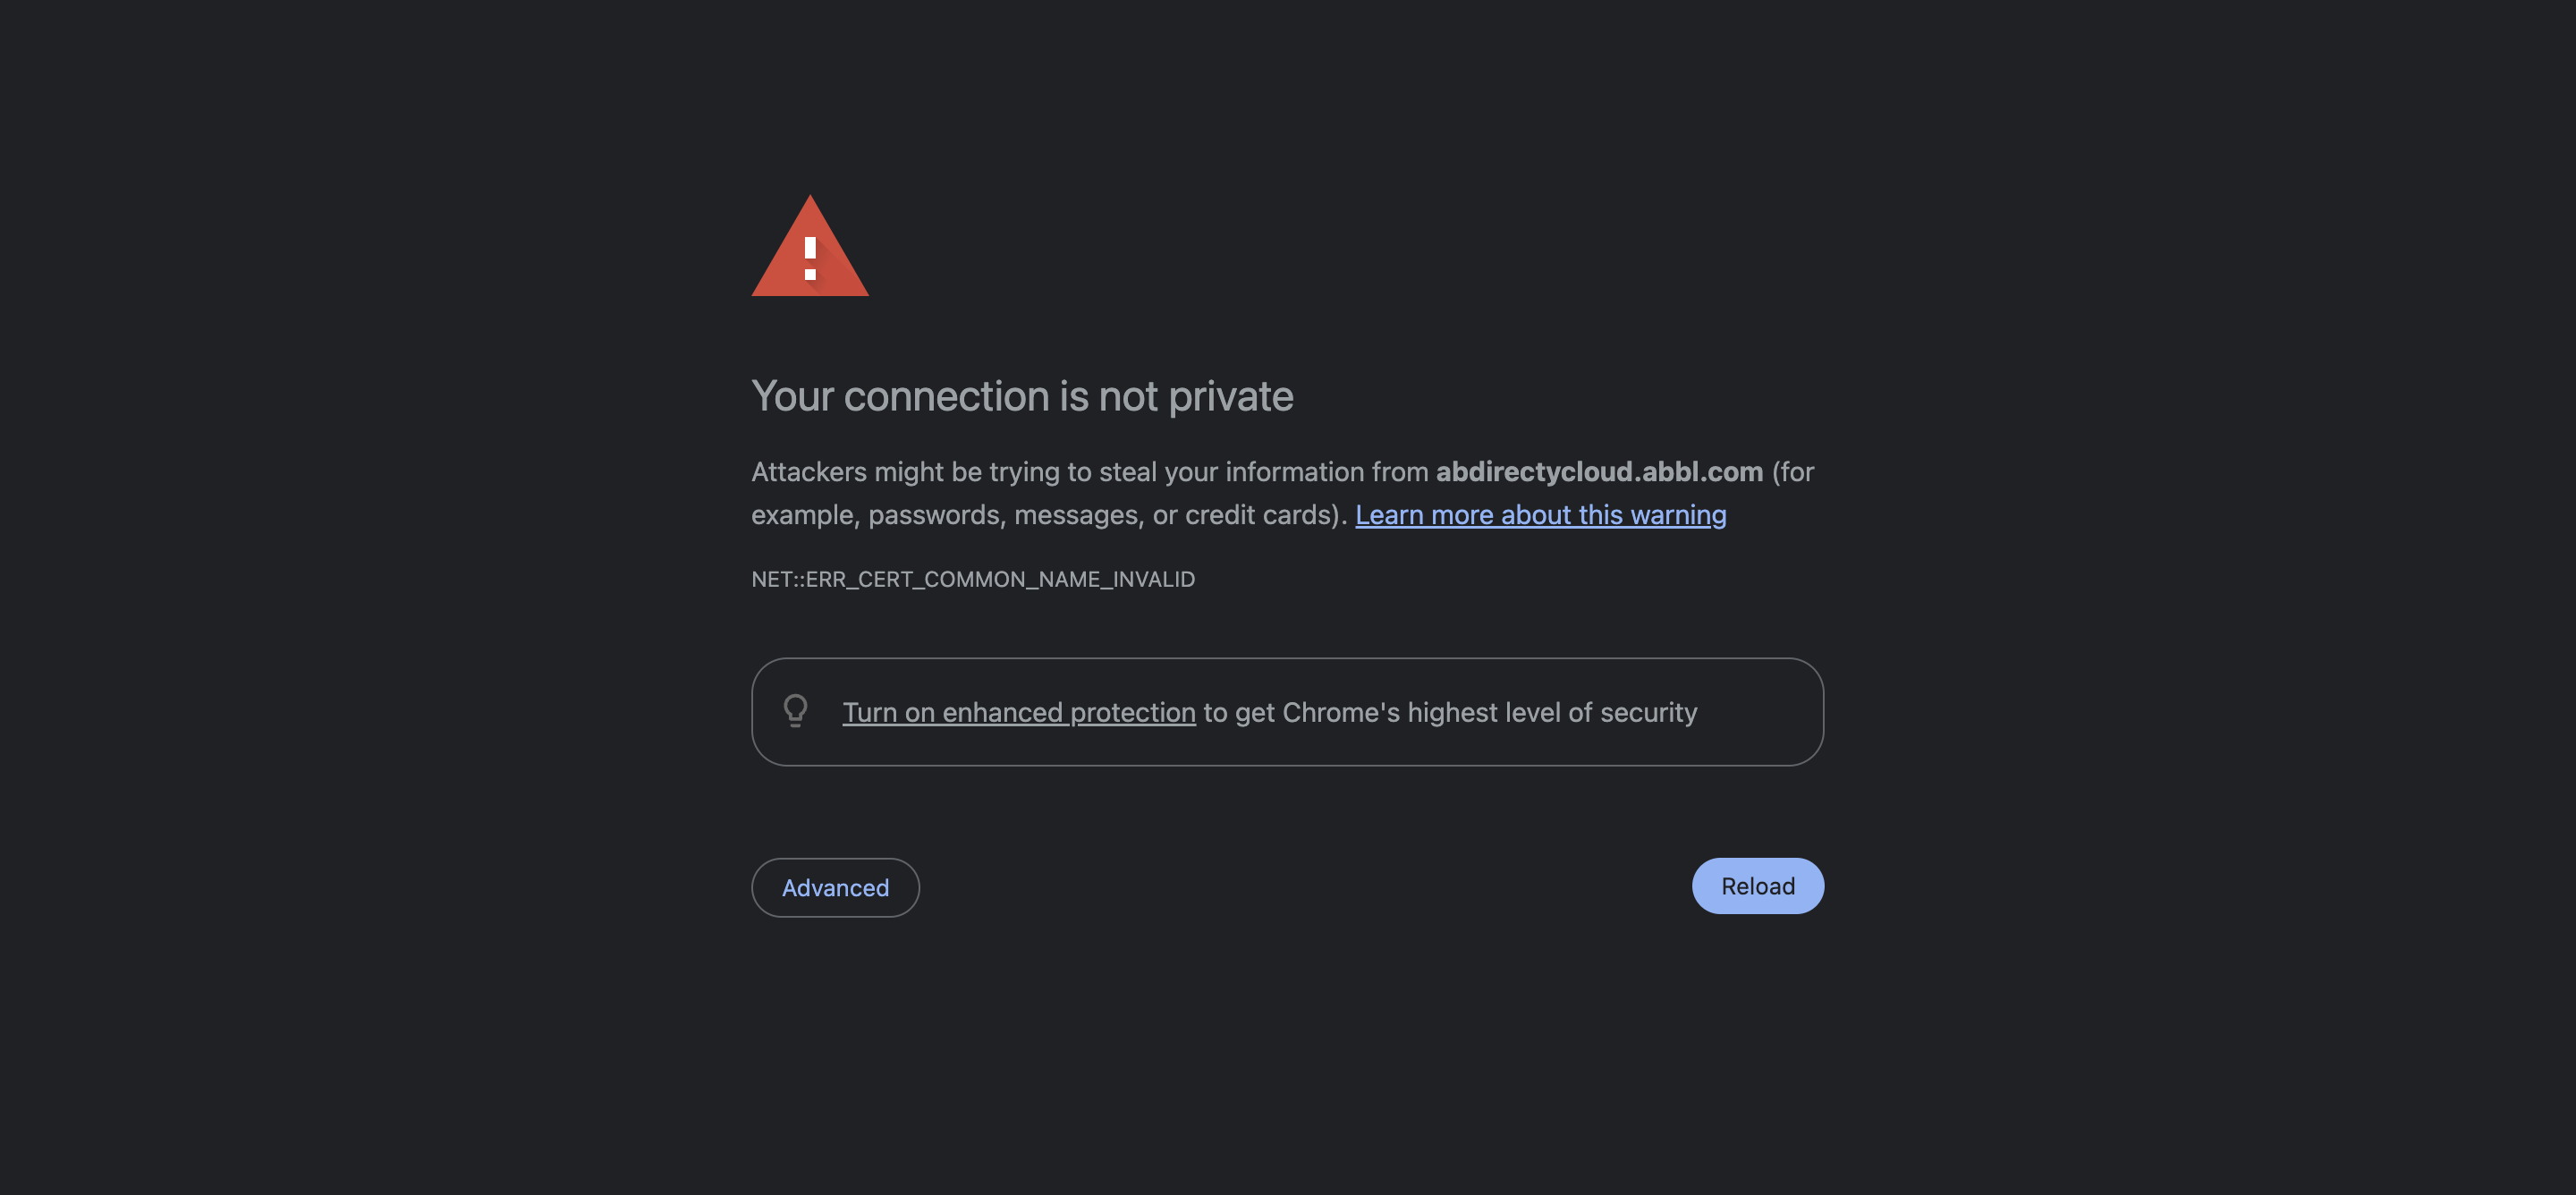 Your connection is not private
Attackers might be trying to steal your information from abdirectycloud.abbl.com (for
example, passwords, messages, or credit cards). Learn more about this warning
NET::ERR_CERT_COMMON_NAME_INVALID
Turn on enhanced protection to get Chrome's highest level of security
Advanced
Reload